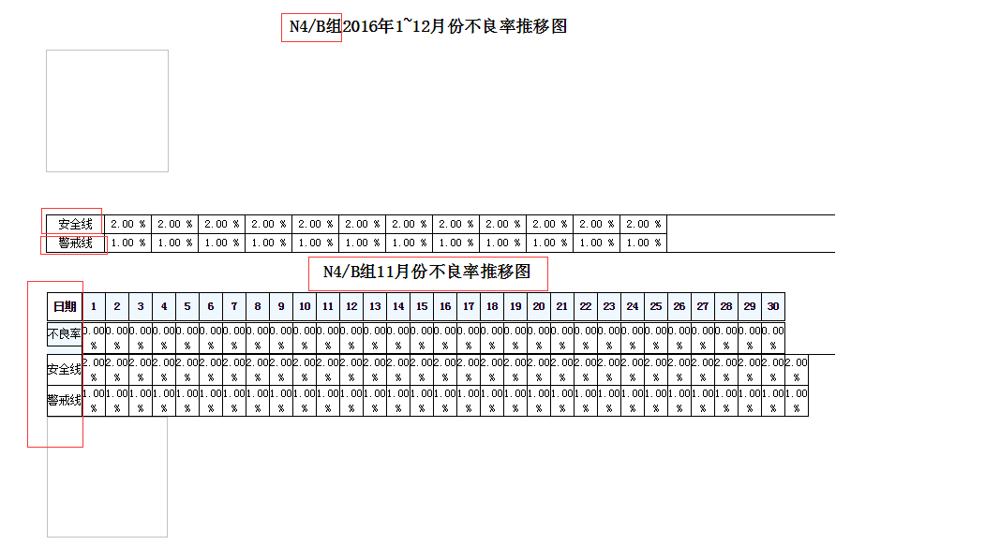 N4/B组2016年1~12月份不良率推移图
安全线 2.00 % 2.00 % 2.00 % 2.00 % 2.00 % 2.00 % 2.00 % 2.00 % 2.00 % 2.00 % 2.00 % 2.00 %
警戒线 1.00 % 1.00 % 1.00 % 1.00 % 1.00 % 1.00 % 1.00 % 1.00 % 1.00 % 1.00 % 1.00 % 1.00 %
N4/B组11月份不良率推移图
日期 1 2 3 4 5 6 7 8 9 10 11 12 13 14 15 16 17 18 19 20 21 22 23 24 25 26 27 28 29 30
不良率 0.00 0.00 0.00 0.00 0.00 0.00 0.00 0.00 0.00 0.00 0.00 0.00 0.00 0.00 0.00 0.00 0.00 0.00 0.00 0.00 0.00 0.00 0.00 0.00 0.00 0.00 0.00 0.00 0.00 0.00
% % % % % % % % % % % % % % % % % % % % % % % % % % % % % %
安全线 2.00 2.00 2.00 2.00 2.00 2.00 2.00 2.00 2.00 2.00 2.00 2.00 2.00 2.00 2.00 2.00 2.00 2.00 2.00 2.00 2.00 2.00 2.00 2.00 2.00 2.00 2.00 2.00 2.00 2.00 2.00
% % % % % % % % % % % % % % % % % % % % % % % % % % % % % % %
警戒线 1.00 1.00 1.00 1.00 1.00 1.00 1.00 1.00 1.00 1.00 1.00 1.00 1.00 1.00 1.00 1.00 1.00 1.00 1.00 1.00 1.00 1.00 1.00 1.00 1.00 1.00 1.00 1.00 1.00 1.00 1.00
% % % % % % % % % % % % % % % % % % % % % % % % % % % % % % %